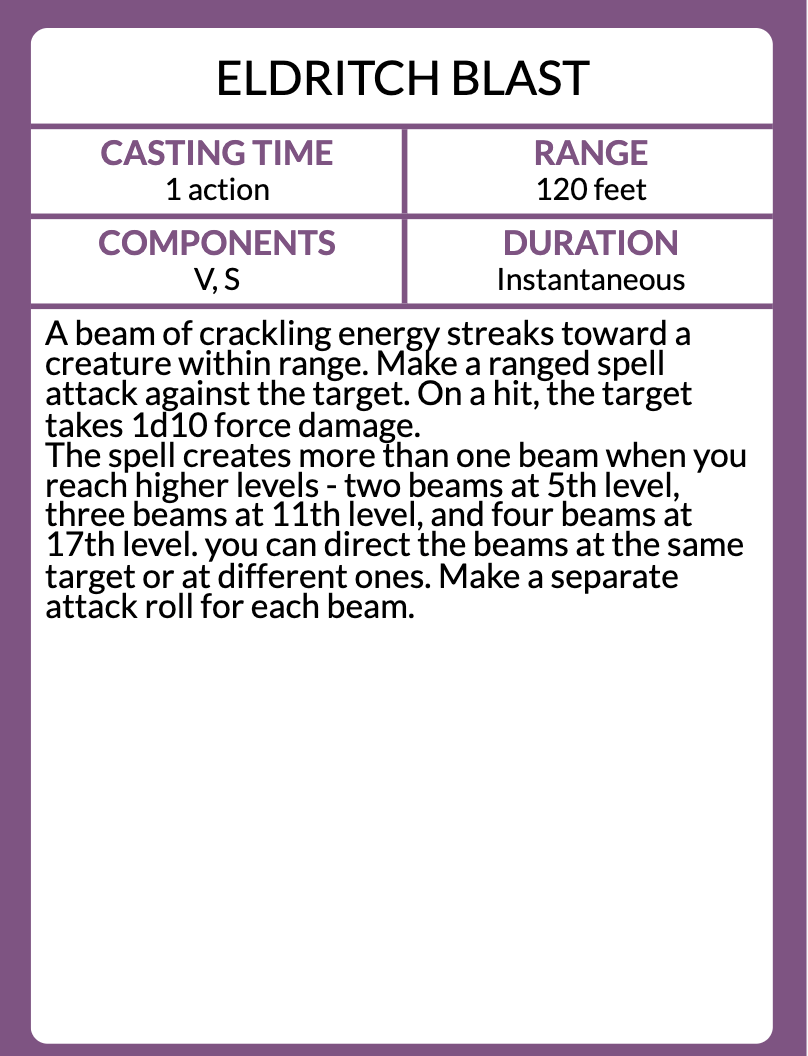 ELDRITCH BLAST
CASTING TIME
1 action
RANGE
120 feet
COMPONENTS
V, S
DURATION
Instantaneous
A beam of crackling energy streaks toward a
creature within range. Make a ranged spell
attack against the target. On a hit, the target
takes 1d10 force damage.
The spell creates more than one beam when you
reach higher levels - two beams at 5th level,
three beams at 11th level, and four beams at
17th level. you can direct the beams at the same
target or at different ones. Make a separate
attack roll for each beam.